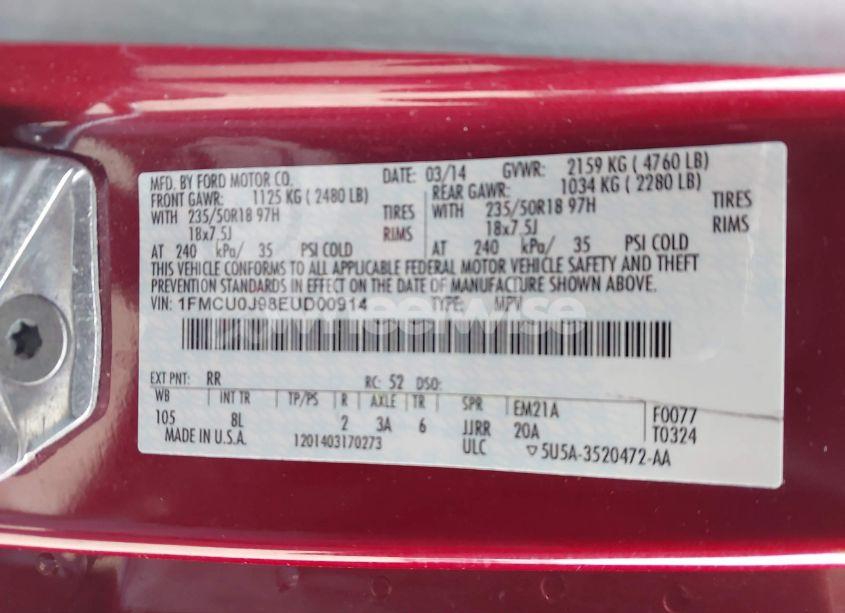 MFD. BY FORD MOTOR CO. DATE: 03/14 GVWR: 2159 KG ( 4760 LB)
FRONT GAWR: 1125 KG ( 2480 LB) REAR GAWR: 1034 KG ( 2280 LB)
WITH 235/50R18 97H TIRES WITH 235/50R18 97H TIRES
18x7.5J RIMS 18x7.5J RIMS
AT 240 kPa/ 35 PSI COLD AT 240 kPa/ 35 PSI COLD
THIS VEHICLE CONFORMS TO ALL APPLICABLE FEDERAL MOTOR VEHICLE SAFETY AND THEFT
PREVENTION STANDARDS IN EFFECT ON THE DATE OF MANUFACTURE SHOWN ABOVE.
VIN: 1FMCU0J98EUD00914 TYPE: MPV
wheelwise
EXT PNT: RR RC: 52 DSO:
WB INT TR TP/PS R AXLE TR SPR EM21A F0077
105 8L 2 3A 6 JJRR 20A T0324
MADE IN U.S.A. 1201403170273 ULC ▽5U5A-3520472-AA